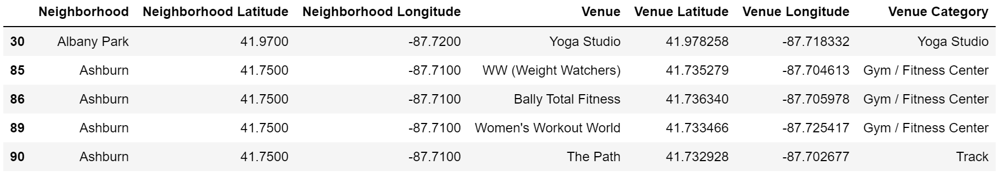 Neighborhood Neighborhood Latitude Neighborhood Longitude Venue Venue Latitude Venue Longitude Venue Category
30 Albany Park 41.9700 -87.7200 Yoga Studio 41.978258 -87.718332 Yoga Studio
85 Ashburn 41.7500 -87.7100 WW (Weight Watchers) 41.735279 -87.704613 Gym / Fitness Center
86 Ashburn 41.7500 -87.7100 Bally Total Fitness 41.736340 -87.705978 Gym / Fitness Center
89 Ashburn 41.7500 -87.7100 Women's Workout World 41.733466 -87.725417 Gym / Fitness Center
90 Ashburn 41.7500 -87.7100 The Path 41.732928 -87.702677 Track